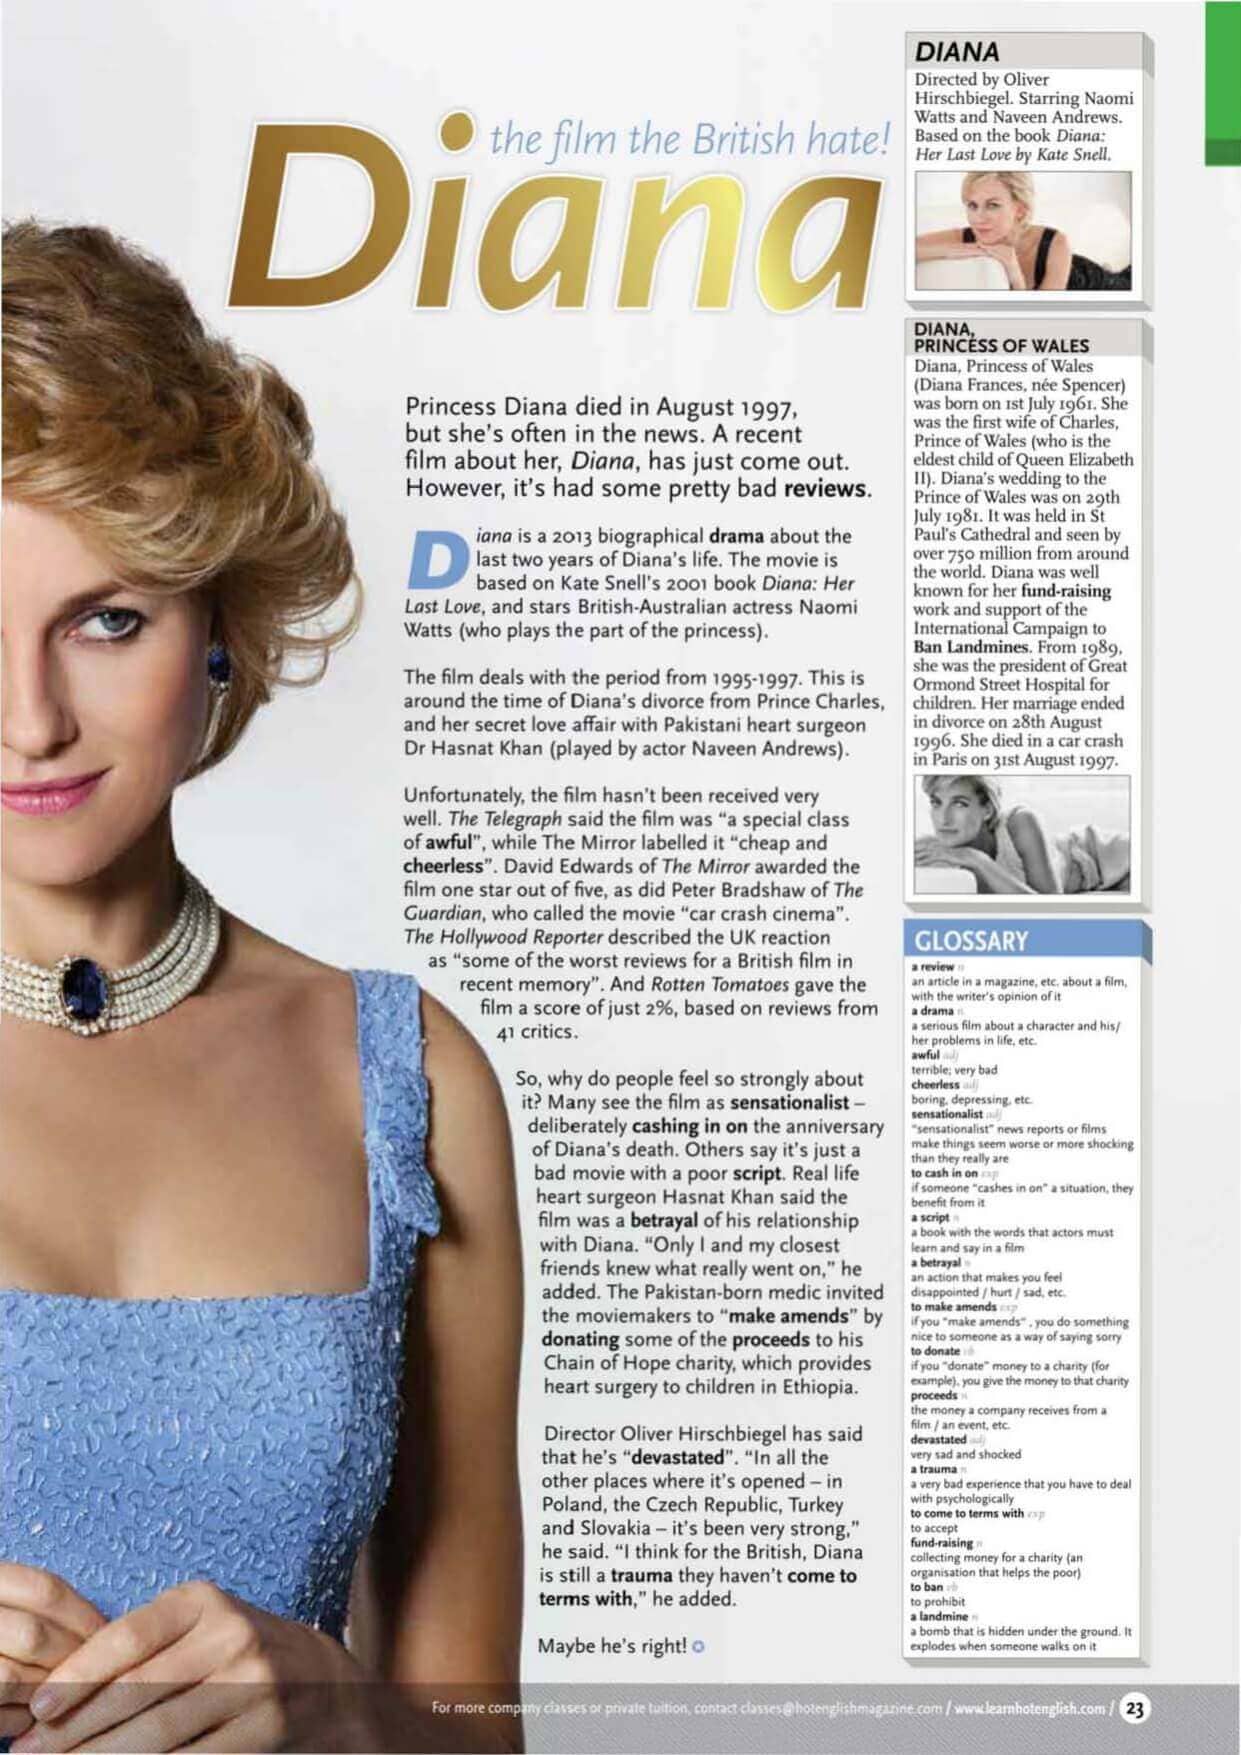 the film the British hate!
Diana
Princess Diana died in August 1997,
but she's often in the news. A recent
film about her, Diana, has just come out.
However, it's had some pretty bad reviews.
Diana is a 2013 biographical drama about the
last two years of Diana's life. The movie is
based on Kate Snell's 2001 book Diana: Her
Last Love, and stars British-Australian actress Naomi
Watts (who plays the part of the princess).
The film deals with the period from 1995-1997. This is
around the time of Diana's divorce from Prince Charles,
and her secret love affair with Pakistani heart surgeon
Dr Hasnat Khan (played by actor Naveen Andrews).
Unfortunately, the film hasn't been received very
well. The Telegraph said the film was "a special class
of awful", while The Mirror labelled it "cheap and
cheerless". David Edwards of The Mirror awarded the
film one star out of five, as did Peter Bradshaw of The
Guardian, who called the movie "car crash cinema".
The Hollywood Reporter described the UK reaction
as "some of the worst reviews for a British film in
recent memory". And Rotten Tomatoes gave the
film a score of just 2%, based on reviews from
41 critics.
So, why do people feel so strongly about
it? Many see the film as sensationalist –
deliberately cashing in on the anniversary
of Diana's death. Others say it's just a
bad movie with a poor script. Real life
heart surgeon Hasnat Khan said the
film was a betrayal of his relationship
with Diana. "Only I and my closest
friends knew what really went on," he
added. The Pakistan-born medic invited
the moviemakers to "make amends" by
donating some of the proceeds to his
Chain of Hope charity, which provides
heart surgery to children in Ethiopia.
Director Oliver Hirschbiegel has said
that he's "devastated". "In all the
other places where it's opened – in
Poland, the Czech Republic, Turkey
and Slovakia – it's been very strong,"
he said. "I think for the British, Diana
is still a trauma they haven't come to
terms with," he added.
Maybe he's right!
DIANA
Directed by Oliver
Hirschbiegel. Starring Naomi
Watts and Naveen Andrews.
Based on the book Diana:
Her Last Love by Kate Snell.
DIANA,
PRINCESS OF WALES
Diana, Princess of Wales
(Diana Frances, née Spencer)
was born on 1st July 1961. She
was the first wife of Charles,
Prince of Wales (who is the
eldest child of Queen Elizabeth
II). Diana's wedding to the
Prince of Wales was on 29th
July 1981. It was held in St
Paul's Cathedral and seen by
over 750 million from around
the world. Diana was well
known for her fund-raising
work and support of the
International Campaign to
Ban Landmines. From 1989,
she was the president of Great
Ormond Street Hospital for
children. Her marriage ended
in divorce on 28th August
1996. She died in a car crash
in Paris on 31st August 1997.
GLOSSARY
a review n
an article in a magazine, etc. about a film,
with the writer's opinion of it
a drama n
a serious film about a character and his/
her problems in life, etc.
awful adj
terrible; very bad
cheerless adj
boring, depressing, etc.
sensationalist adj
"sensationalist" news reports or films
make things seem worse or more shocking
than they really are
to cash in on exp
if someone "cashes in on" a situation, they
benefit from it
a script n
a book with the words that actors must
learn and say in a film
a betrayal n
an action that makes you feel
disappointed / hurt / sad, etc.
to make amends exp
if you "make amends", you do something
nice to someone as a way of saying sorry
to donate vb
if you "donate" money to a charity (for
example), you give the money to that charity
proceeds n
the money a company receives from a
film / an event, etc.
devastated adj
very sad and shocked
a trauma n
a very bad experience that you have to deal
with psychologically
to come to terms with exp
to accept
fund-raising n
collecting money for a charity (an
organisation that helps the poor)
to ban vb
to prohibit
a landmine n
a bomb that is hidden under the ground. It
explodes when someone walks on it
For more company classes or private tuition, contact classes@hotenglishmagazine.com / www.learnhotenglish.com / 23